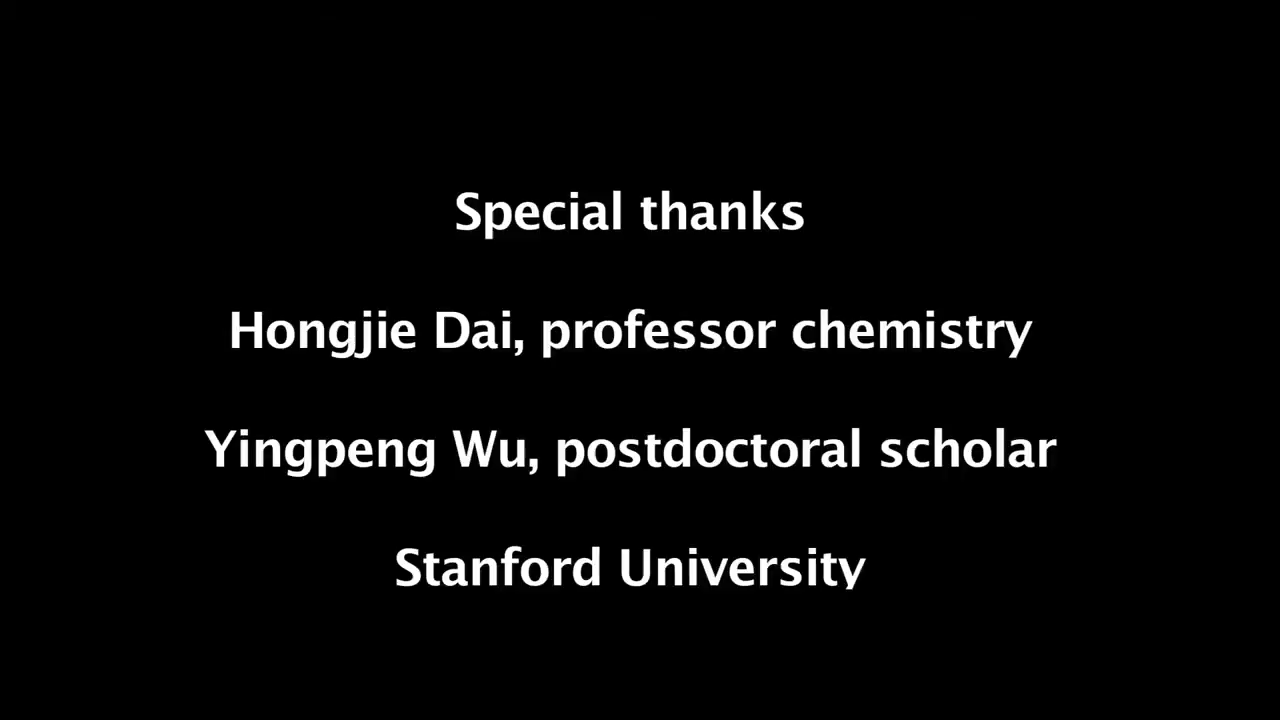 Special thanks
Hongjie Dai, professor chemistry
Yingpeng Wu, postdoctoral scholar
Stanford University